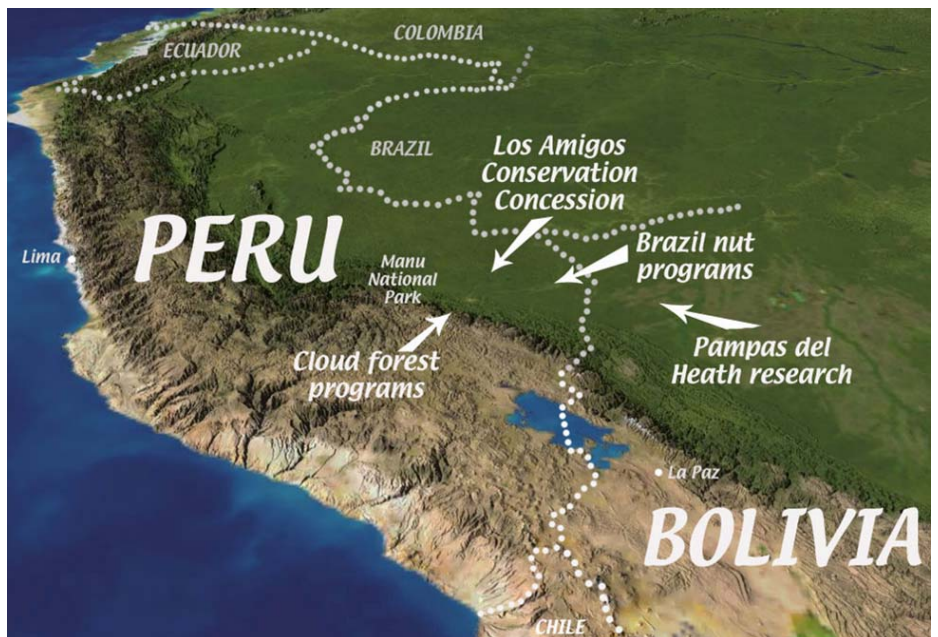 COLOMBIA
ECUADOR
BRAZIL
Los Amigos
Conservation
Concession
PERU
Lima
Manu
National
Park
Brazil nut
programs
Cloud forest
programs
Pampas del
Heath research
La Paz
BOLIVIA
CHILE